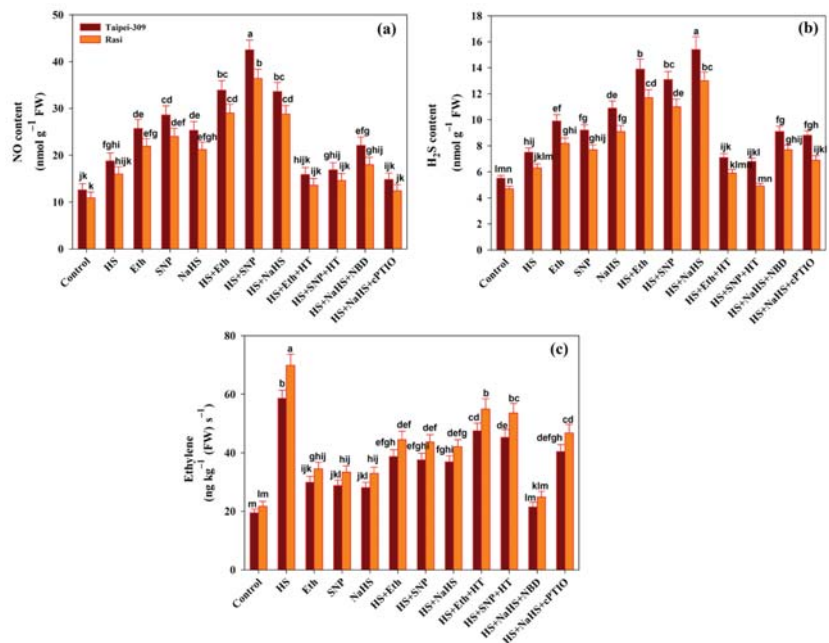 Taipei-309
Rasi
(a)
NO content
(nmol g⁻¹ FW)
50
40
30
20
10
0
jk k fghi hijk de efg cd def de efgh bc cd a b bc cd hijk ijk ghij ijk efg ghij ijk jk
Control HS Eth SNP NaHS HS+Eth HS+SNP HS+NaHS HS+Eth+HT HS+SNP+HT HS+NaHS+NBD HS+NaHS+cPTIO
(b)
H₂S content
(nmol g⁻¹ FW)
18
16
14
12
10
8
6
4
2
0
lmn n hij jklm ef ghi fg ghij de fg b cd bc de a bc ijk klm ijkl mn fg ghij fgh ijkl
Control HS Eth SNP NaHS HS+Eth HS+SNP HS+NaHS HS+Eth+HT HS+SNP+HT HS+NaHS+NBD HS+NaHS+cPTIO
(c)
Ethylene
(ng kg⁻¹ (FW) s⁻¹)
80
60
40
20
0
m lm b a ijk ghij jkl hij jkl hij efgh def efghi def fghi def cd b de bc lm klm defgh cd
Control HS Eth SNP NaHS HS+Eth HS+SNP HS+NaHS HS+Eth+HT HS+SNP+HT HS+NaHS+NBD HS+NaHS+cPTIO